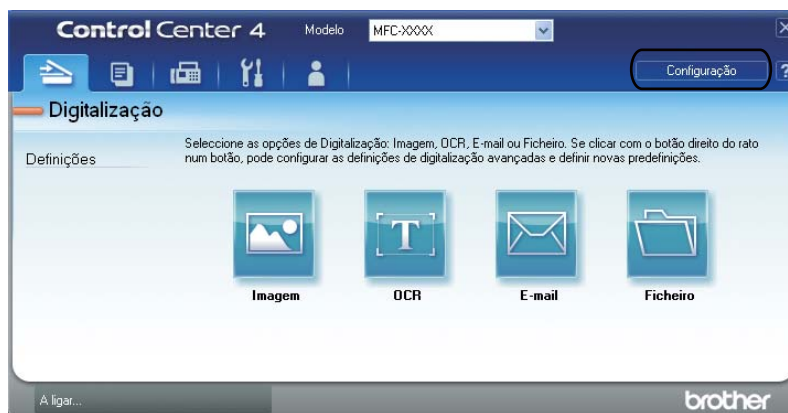 Control Center 4 Modelo MFC-XXXX
Configuração ?
Digitalização
Definições
Seleccione as opções de Digitalização: Imagem, OCR, E-mail ou Ficheiro. Se clicar com o botão direito do rato
num botão, pode configurar as definições de digitalização avançadas e definir novas predefinições.
T
Imagem OCR E-mail Ficheiro
A ligar... brother